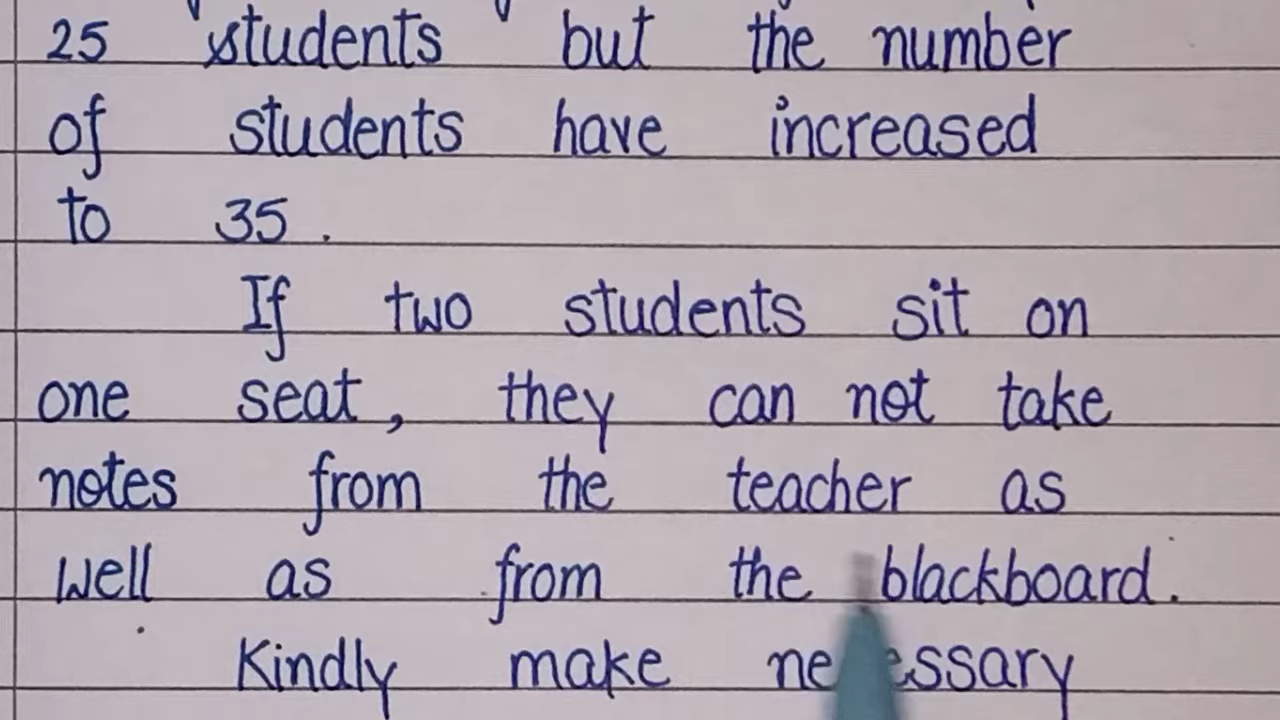 25 students but the number
of students have increased
to 35.
If two students sit on
one seat, they can not take
notes from the teacher as
well as from the blackboard.
Kindly make necessary